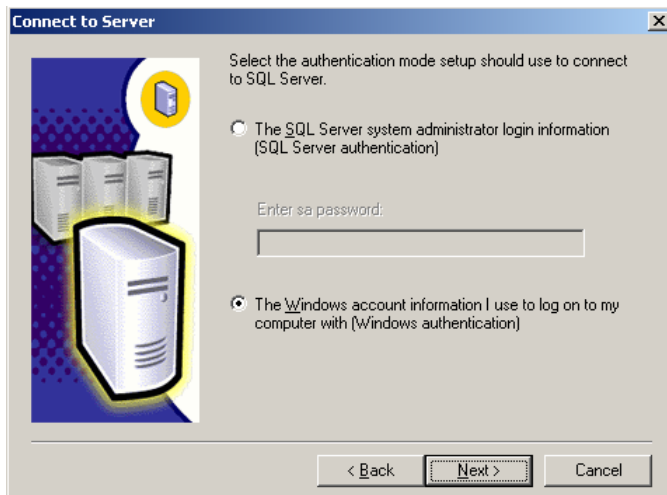 Connect to Server
Select the authentication mode setup should use to connect
to SQL Server.
The SQL Server system administrator login information
(SQL Server authentication)
Enter sa password:
The Windows account information I use to log on to my
computer with (Windows authentication)
< Back
Next >
Cancel